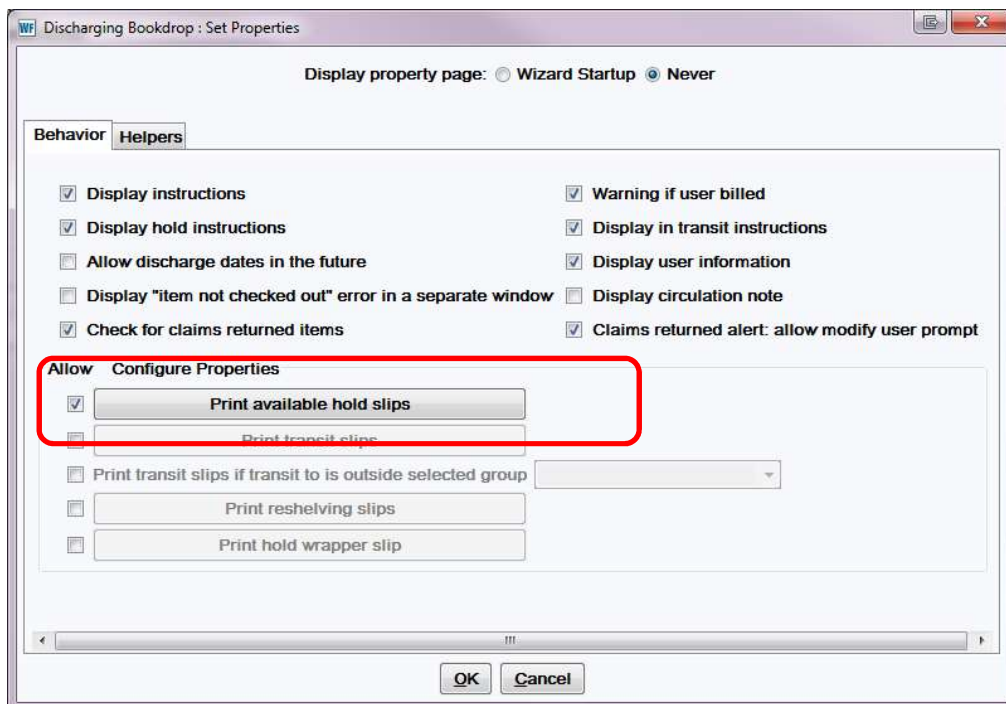 WF Discharging Bookdrop : Set Properties
Display property page: Wizard Startup Never
Behavior Helpers
Display instructions Warning if user billed
Display hold instructions Display in transit instructions
Allow discharge dates in the future Display user information
Display "item not checked out" error in a separate window Display circulation note
Check for claims returned items Claims returned alert: allow modify user prompt
Allow Configure Properties
Print available hold slips
Print transit slips
Print transit slips if transit to is outside selected group
Print reshelving slips
Print hold wrapper slip
OK Cancel